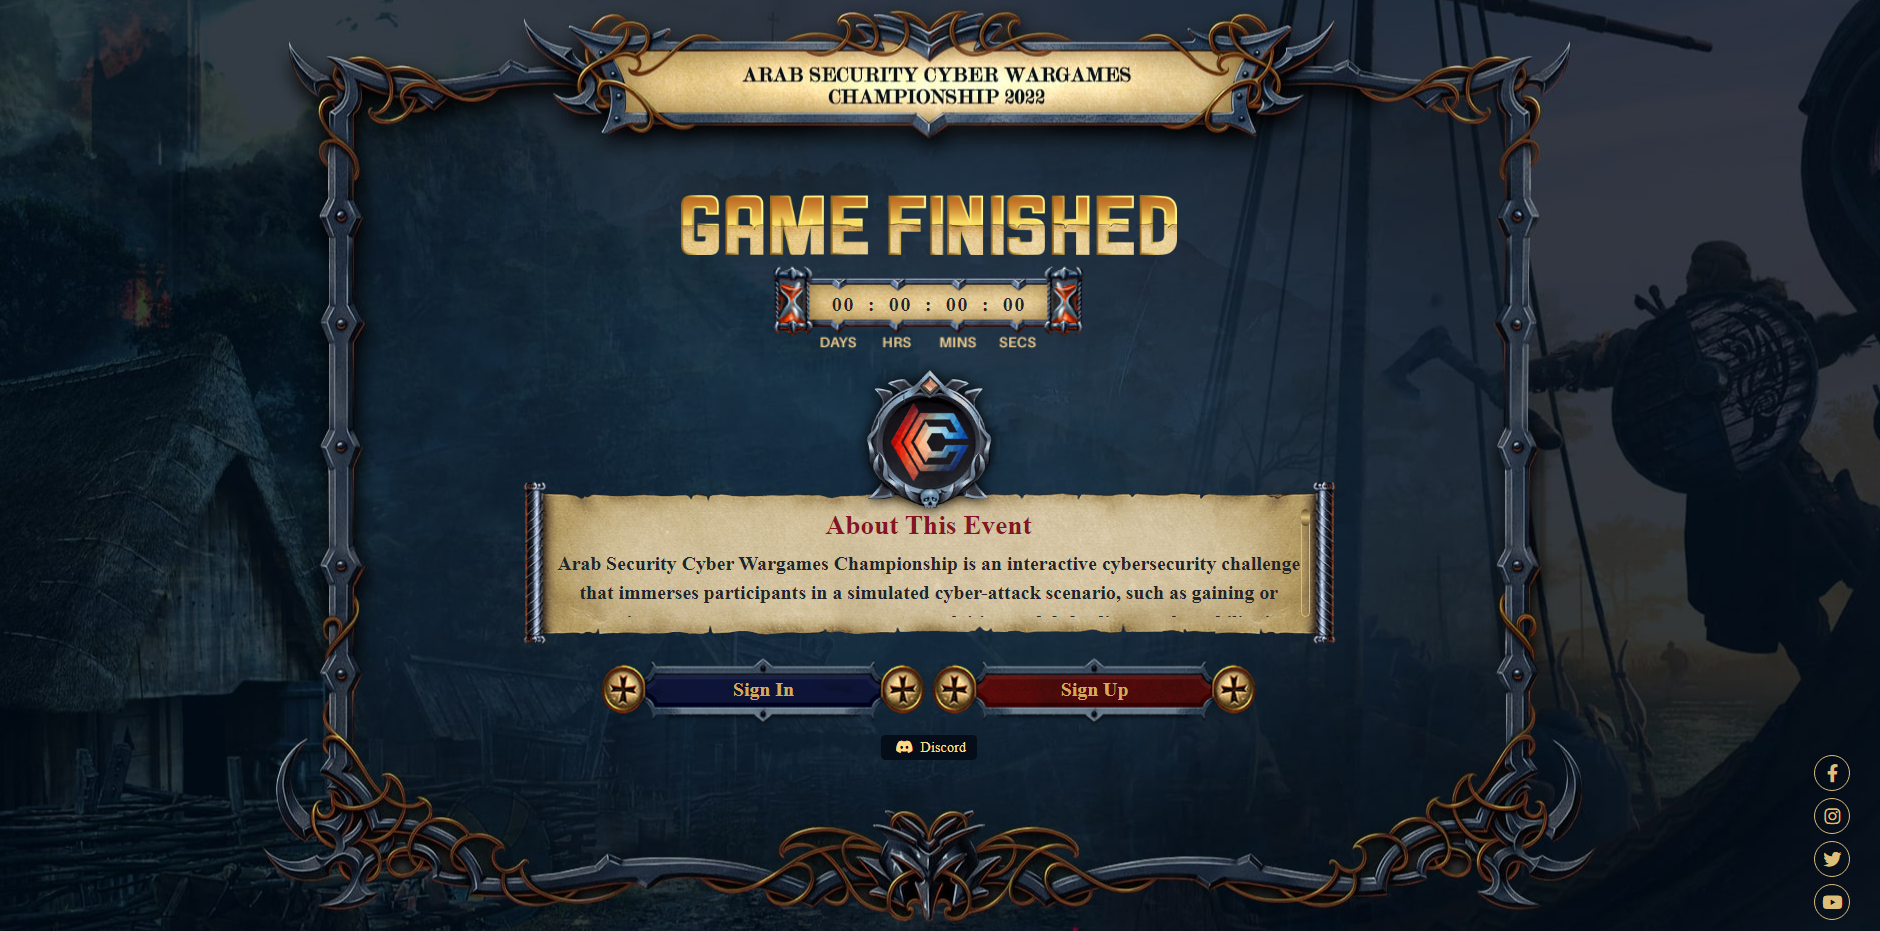 ARAB SECURITY CYBER WARGAMES
CHAMPIONSHIP 2022
GAME FINISHED
00 : 00 : 00 : 00
DAYS HRS MINS SECS
About This Event
Arab Security Cyber Wargames Championship is an interactive cybersecurity challenge
that immerses participants in a simulated cyber-attack scenario, such as gaining or
Sign In
Sign Up
Discord